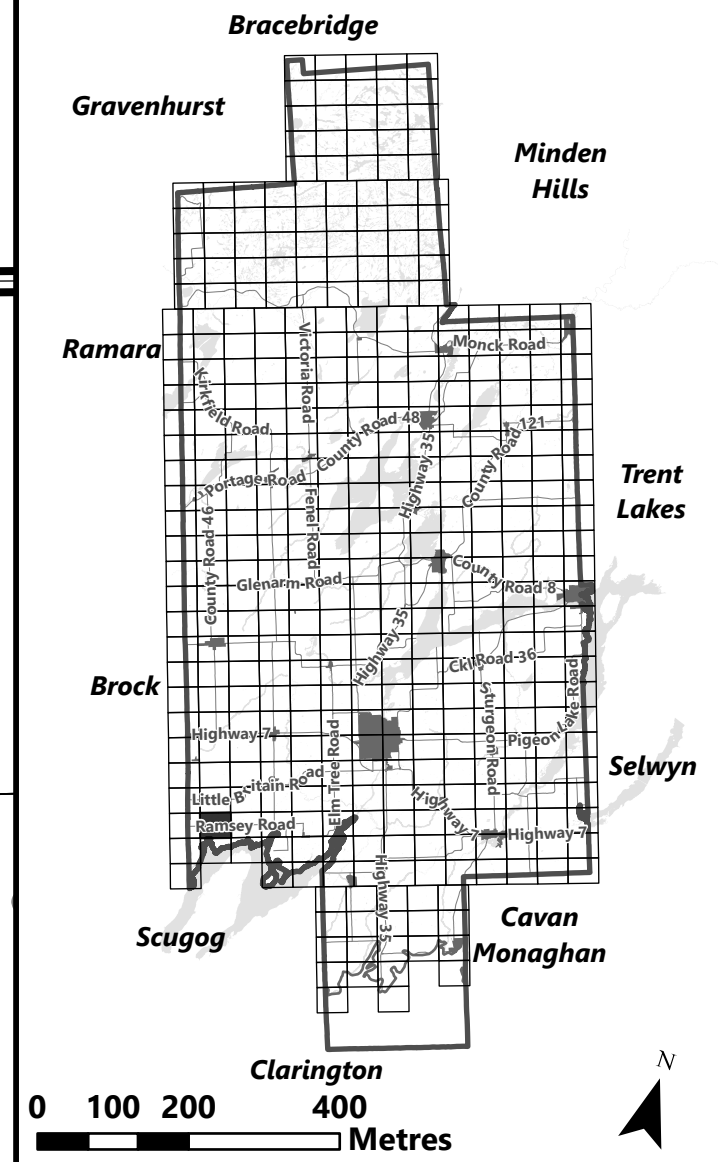 Bracebridge
Gravenhurst
Minden
Hills
Ramara
Victoria Road
Monck Road
Kirkfield Road
County Road 48
County Road 121
Highway 35
Portage Road
Trent
Lakes
Fenel Road
County Road 46
Glenarm Road
County Road 8
Highway 35
Ckl Road 36
Brock
Sturgeon Road
Pigeon Lake Road
Highway 7
Elm Tree Road
Selwyn
Little Britain Road
Highway 7
Ramsey Road
Highway 7
Highway 35
Scugog
Cavan
Monaghan
Clarington
N
0 100 200 400
Metres